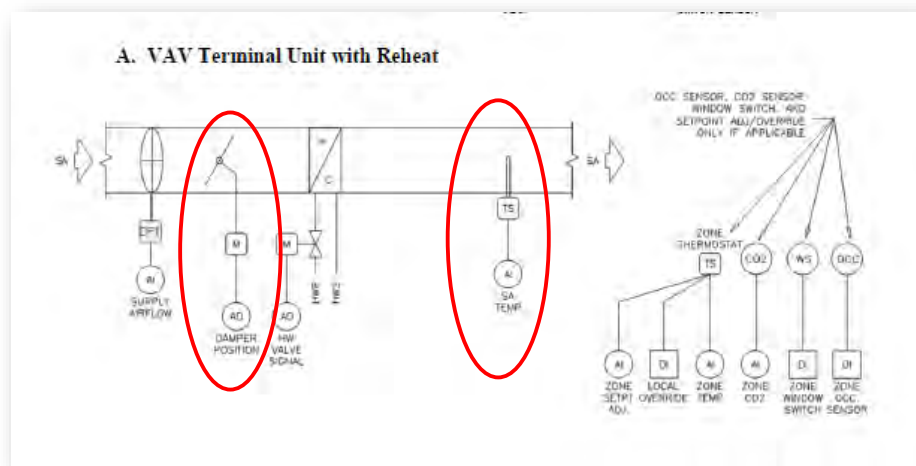 A. VAV Terminal Unit with Reheat
OCC SENSOR, CO2 SENSOR
WINDOW SWITCH, AND
SETPOINT ADJ/OVERRIDE
ONLY IF APPLICABLE
SA
SA
H
C
DPT
M
M
TS
AI
SUPPLY
AIRFLOW
AO
DAMPER
POSITION
AO
HW
VALVE
SIGNAL
AI
SA
TEMP
ZONE
THERMOSTAT
TS
CO2
WS
OCC
AI
ZONE
SETPT
ADJ.
DI
LOCAL
OVERRIDE
AI
ZONE
TEMP
AI
ZONE
CO2
DI
ZONE
WINDOW
SWITCH
DI
ZONE
OCC
SENSOR